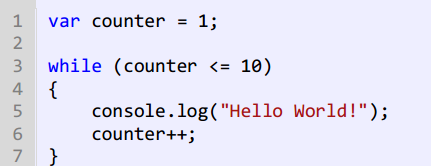 1 var counter = 1;
2
3 while (counter <= 10)
4 {
5     console.log("Hello World!");
6     counter++;
7 }